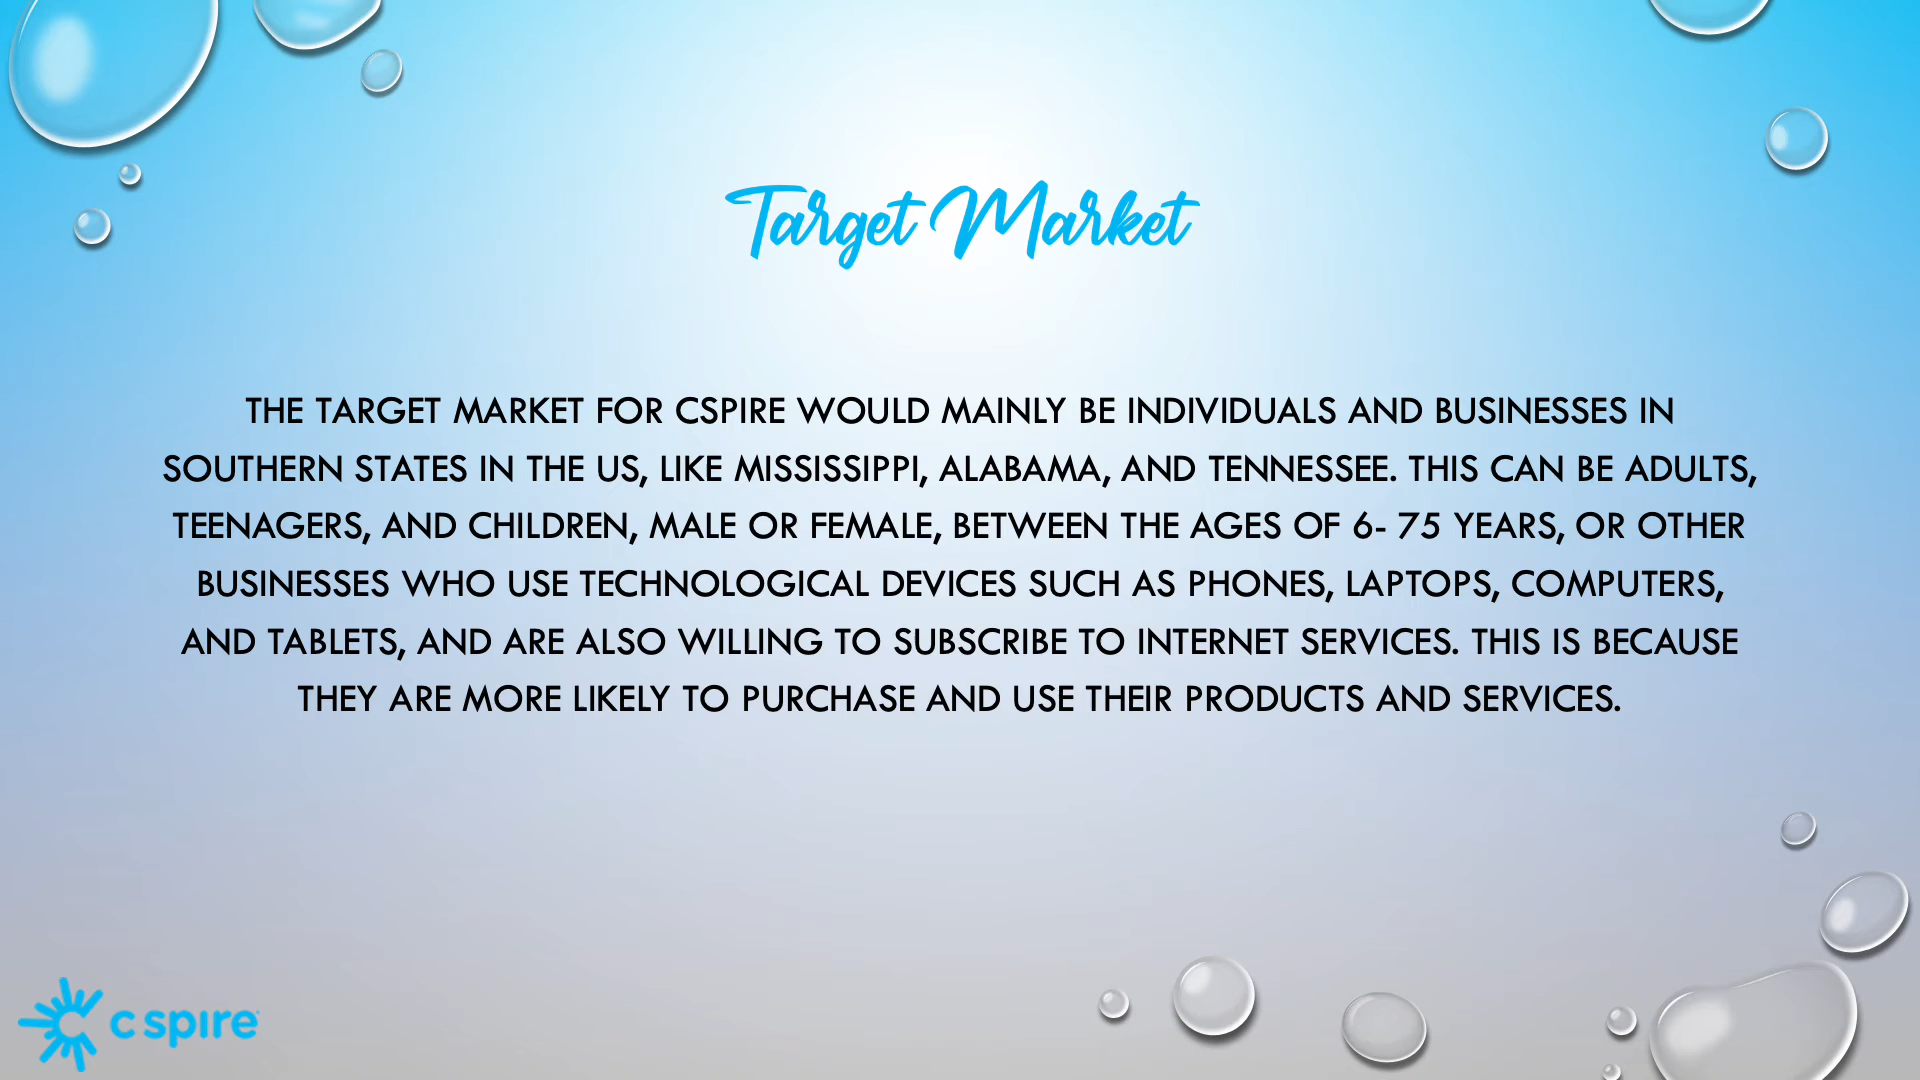 Target Market
THE TARGET MARKET FOR CSPIRE WOULD MAINLY BE INDIVIDUALS AND BUSINESSES IN
SOUTHERN STATES IN THE US, LIKE MISSISSIPPI, ALABAMA, AND TENNESSEE. THIS CAN BE ADULTS,
TEENAGERS, AND CHILDREN, MALE OR FEMALE, BETWEEN THE AGES OF 6- 75 YEARS, OR OTHER
BUSINESSES WHO USE TECHNOLOGICAL DEVICES SUCH AS PHONES, LAPTOPS, COMPUTERS,
AND TABLETS, AND ARE ALSO WILLING TO SUBSCRIBE TO INTERNET SERVICES. THIS IS BECAUSE
THEY ARE MORE LIKELY TO PURCHASE AND USE THEIR PRODUCTS AND SERVICES.
c spire